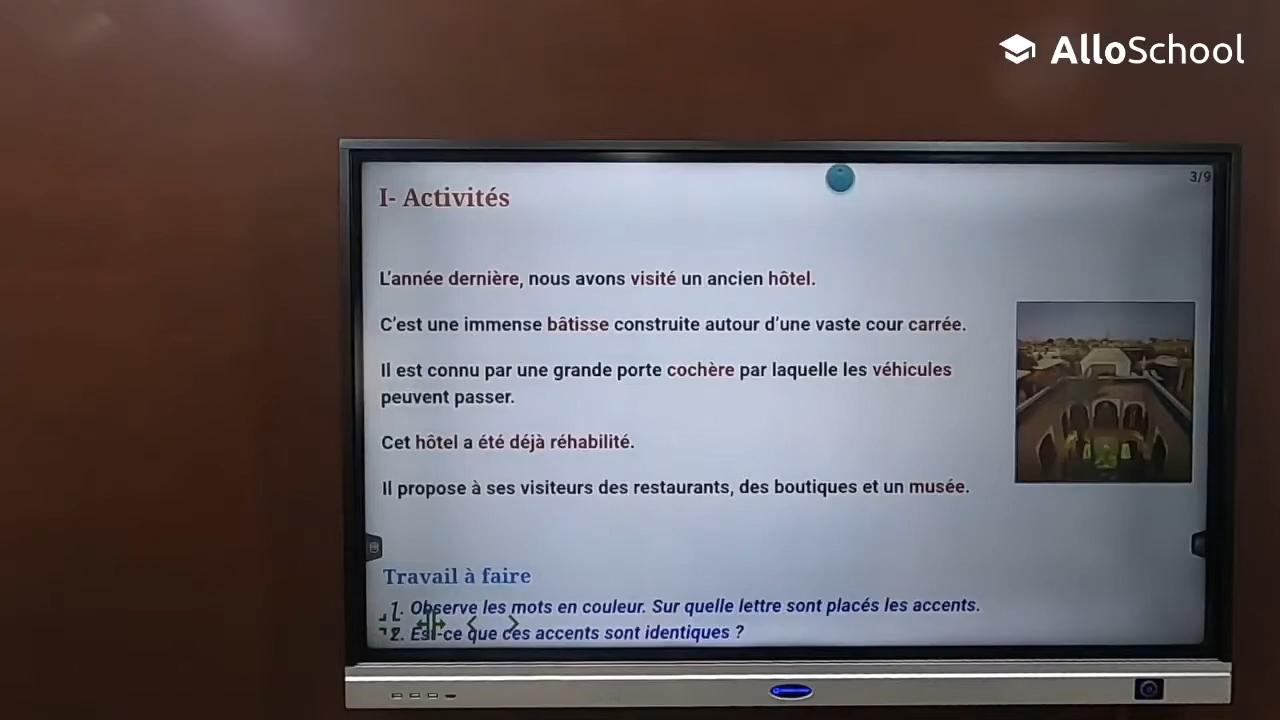 AlloSchool
3/9
I- Activités
L'année dernière, nous avons visité un ancien hôtel.
C'est une immense bâtisse construite autour d'une vaste cour carrée.
Il est connu par une grande porte cochère par laquelle les véhicules
peuvent passer.
Cet hôtel a été déjà réhabilité.
Il propose à ses visiteurs des restaurants, des boutiques et un musée.
Travail à faire
1. Observe les mots en couleur. Sur quelle lettre sont placés les accents.
2. Est-ce que ces accents sont identiques ?